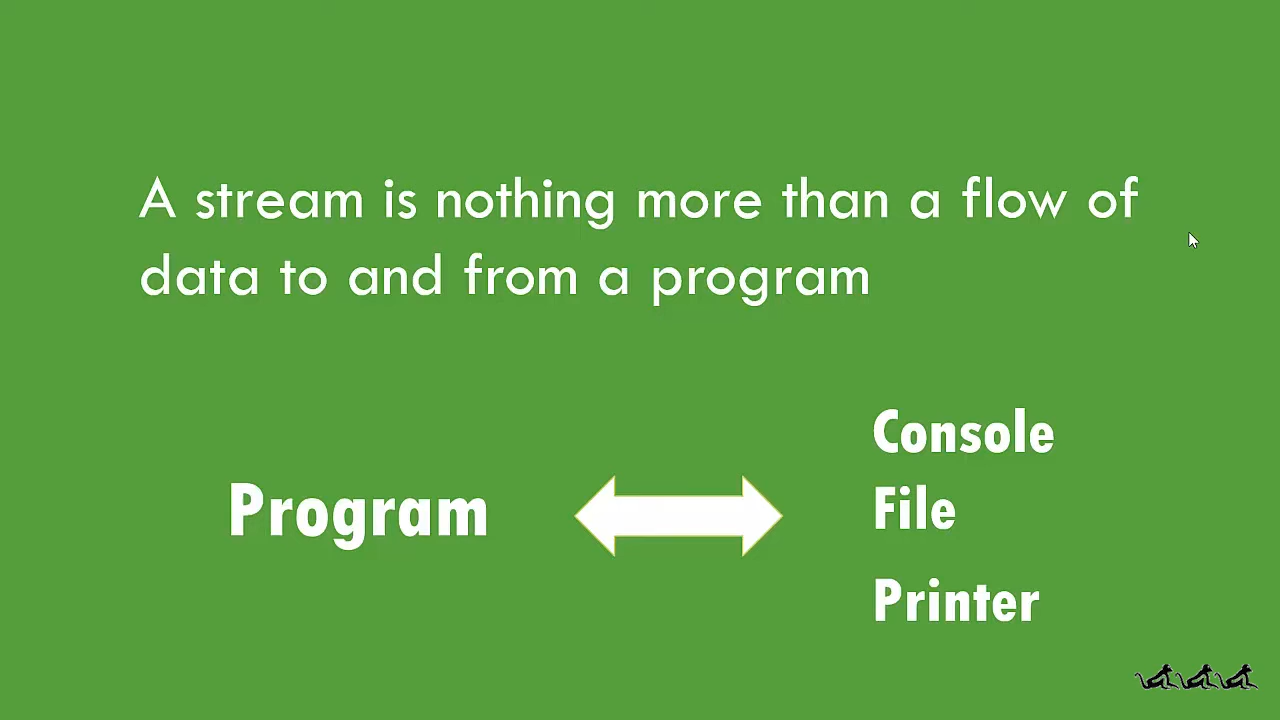 A stream is nothing more than a flow of
data to and from a program
Console
Program
File
Printer